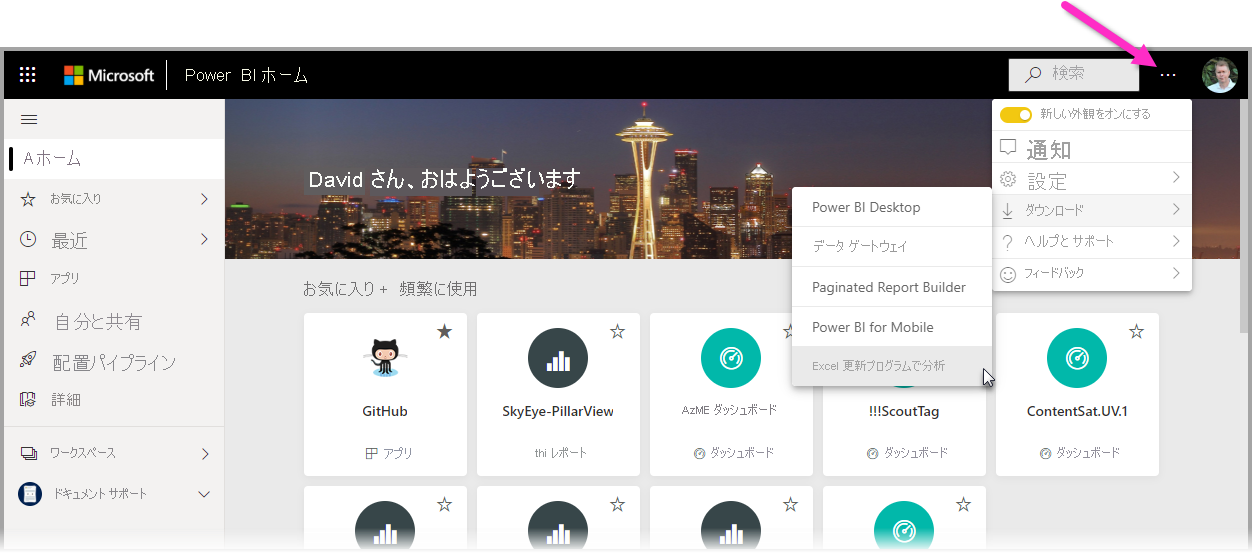 Microsoft Power BI ホーム
検索
新しい外観をオンにする
通知
設定
ダウンロード
ヘルプと サポート
フィードバック
Power BI Desktop
データ ゲートウェイ
Paginated Report Builder
Power BI for Mobile
Excel 更新プログラムで分析
A ホーム
お気に入り
最近
アプリ
自分と共有
配置パイプライン
詳細
ワークスペース
ドキュメント サポート
David さん、おはようございます
お気に入り + 頻繁に使用
GitHub
アプリ
SkyEye-PillarView
thi レポート
AzME ダッシュボード
ダッシュボード
!!!ScoutTag
ダッシュボード
ContentSat.UV.1
ダッシュボード